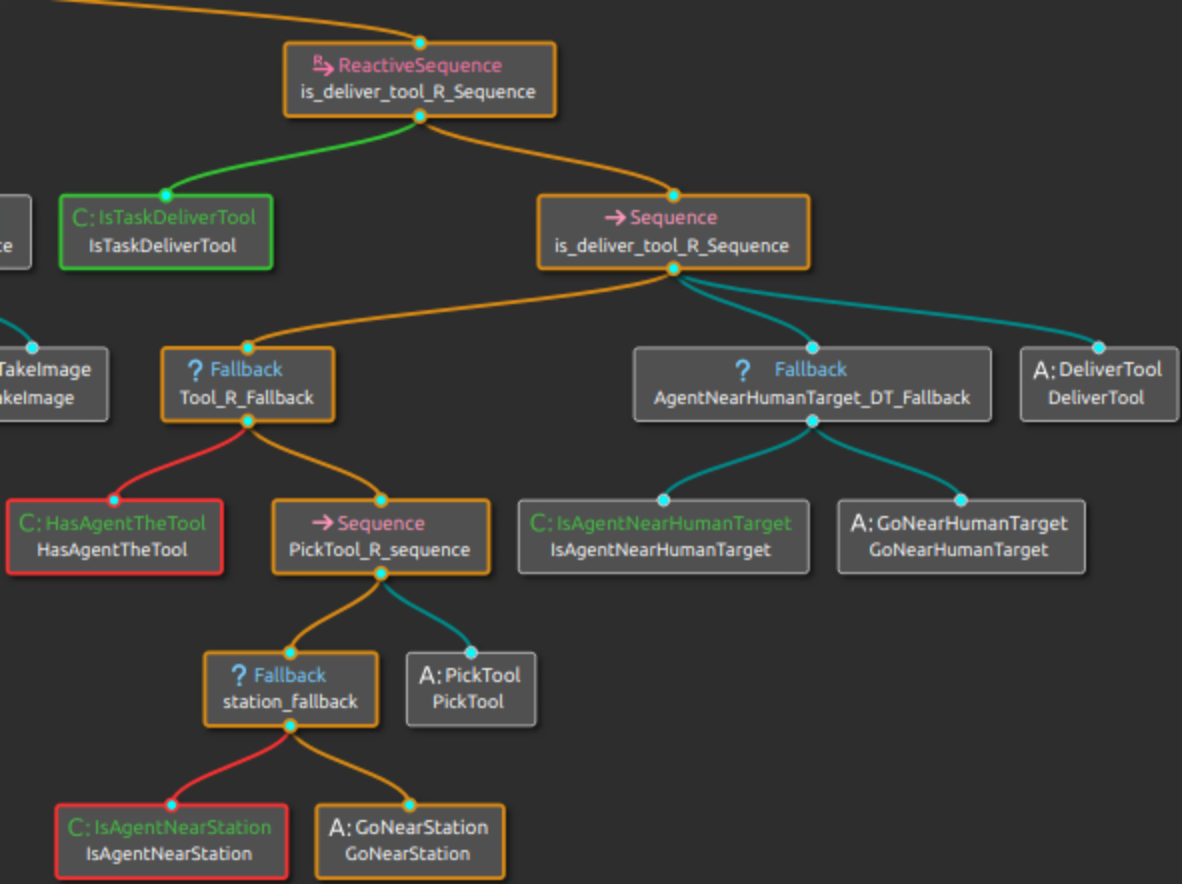 R ReactiveSequence
is_deliver_tool_R_Sequence
C: IsTaskDeliverTool
IsTaskDeliverTool
Sequence
is_deliver_tool_R_Sequence
TakeImage
? Fallback
Tool_R_Fallback
? Fallback
AgentNearHumanTarget_DT_Fallback
A: DeliverTool
DeliverTool
C: HasAgentTheTool
HasAgentTheTool
Sequence
PickTool_R_sequence
C: IsAgentNearHumanTarget
IsAgentNearHumanTarget
A: GoNearHumanTarget
GoNearHumanTarget
? Fallback
station_fallback
A: PickTool
PickTool
C: IsAgentNearStation
IsAgentNearStation
A: GoNearStation
GoNearStation